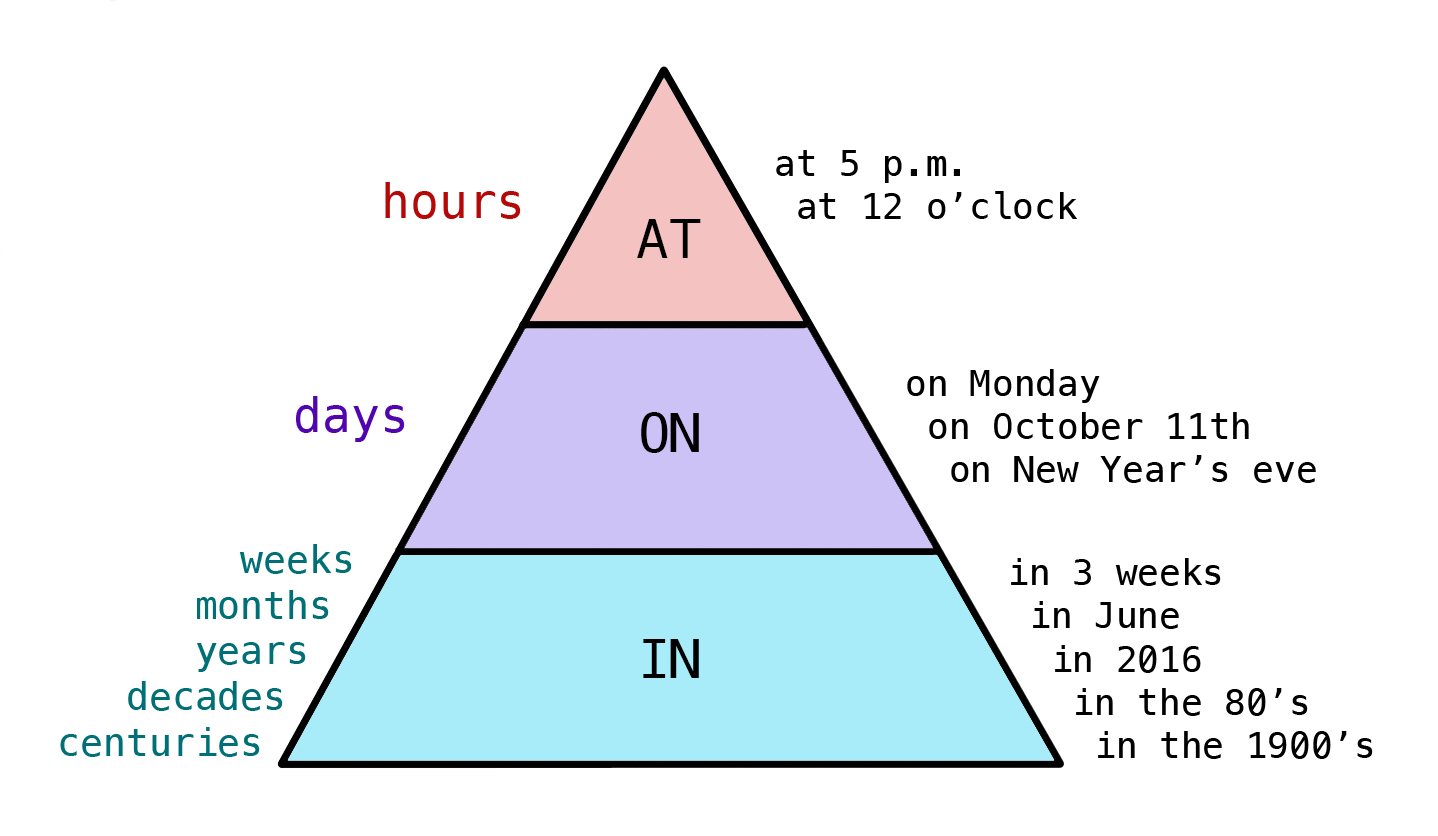 hours
AT
at 5 p.m.
at 12 o’clock
days
ON
on Monday
on October 11th
on New Year’s eve
weeks
months
years
decades
centuries
IN
in 3 weeks
in June
in 2016
in the 80’s
in the 1900’s